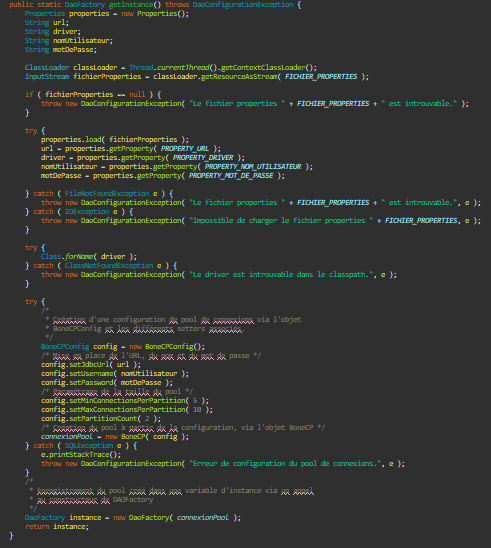 public static DaoFactory getInstance() throws DaoConfigurationException {
Properties properties = new Properties();
String url;
String driver;
String nomUtilisateur;
String motDePasse;
ClassLoader classLoader = Thread.currentThread().getContextClassLoader();
InputStream fichierProperties = classLoader.getResourceAsStream( FICHIER_PROPERTIES );
if ( fichierProperties == null ) {
throw new DaoConfigurationException( "Le fichier properties " + FICHIER_PROPERTIES + " est introuvable." );
}
try {
properties.load( fichierProperties );
url = properties.getProperty( PROPERTY_URL );
driver = properties.getProperty( PROPERTY_DRIVER );
nomUtilisateur = properties.getProperty( PROPERTY_NOM_UTILISATEUR );
motDePasse = properties.getProperty( PROPERTY_MOT_DE_PASSE );
} catch ( FileNotFoundException e ) {
throw new DaoConfigurationException( "Le fichier properties " + FICHIER_PROPERTIES + " est introuvable.", e );
} catch ( IOException e ) {
throw new DaoConfigurationException( "Impossible de charger le fichier properties " + FICHIER_PROPERTIES, e );
}
try {
Class.forName( driver );
} catch ( ClassNotFoundException e ) {
throw new DaoConfigurationException( "Le driver est introuvable dans le classpath.", e );
}
try {
/*
* Création d'une configuration de pool de connexions via l'objet
* BoneCPConfig et les différents setters associés.
*/
BoneCPConfig config = new BoneCPConfig();
/* Mise en place de l'URL, du nom et du mot de passe */
config.setJdbcUrl( url );
config.setUsername( nomUtilisateur );
config.setPassword( motDePasse );
/* Paramétrage de la taille du pool */
config.setMinConnectionsPerPartition( 5 );
config.setMaxConnectionsPerPartition( 10 );
config.setPartitionCount( 2 );
/* Création du pool à partir de la configuration, via l'objet BoneCP */
connexionPool = new BoneCP( config );
} catch ( SQLException e ) {
e.printStackTrace();
throw new DaoConfigurationException( "Erreur de configuration du pool de connexions.", e );
}
/*
* Enregistrement du pool créé dans une variable d'instance via un appel
* au constructeur de DAOFactory
*/
DaoFactory instance = new DaoFactory( connexionPool );
return instance;
}